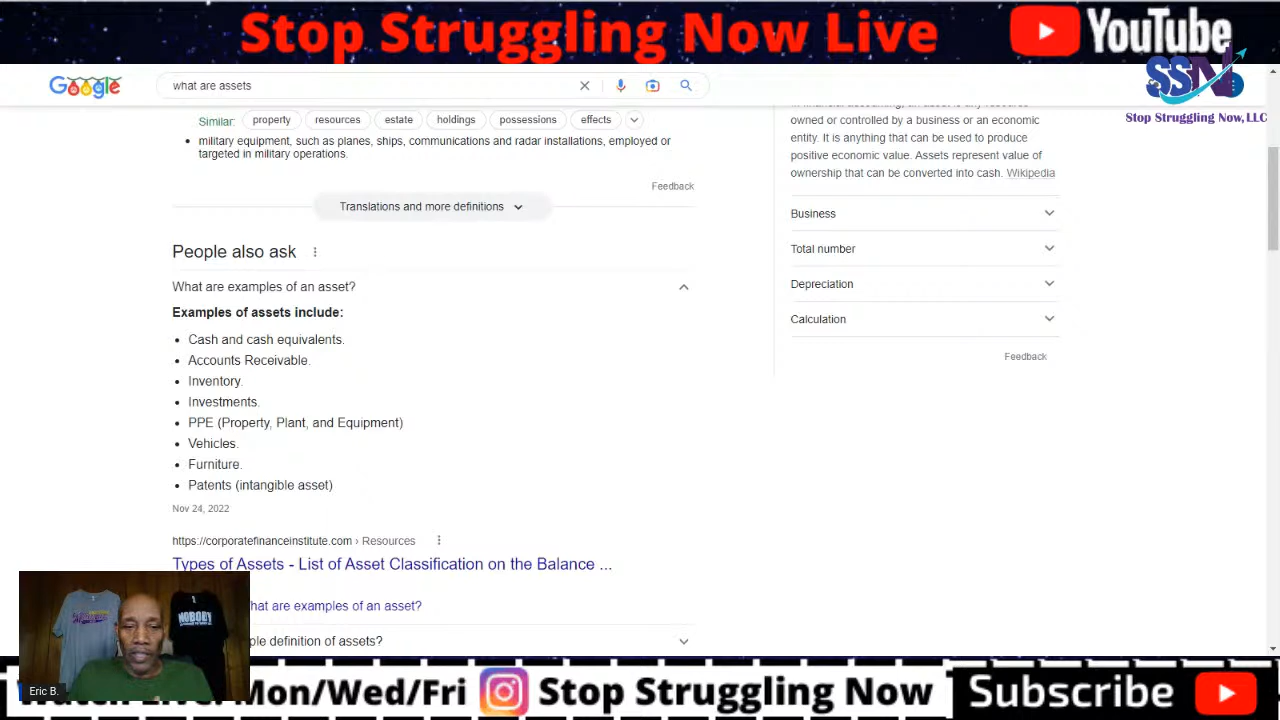 Stop Struggling Now Live
YouTube
Google
what are assets
SSN
Stop Struggling Now, LLC
Similar:
property
resources
estate
holdings
possessions
effects
military equipment, such as planes, ships, communications and radar installations, employed or
targeted in military operations.
Feedback
Translations and more definitions
People also ask
What are examples of an asset?
Examples of assets include:
Cash and cash equivalents.
Accounts Receivable.
Inventory.
Investments.
PPE (Property, Plant, and Equipment)
Vehicles.
Furniture.
Patents (intangible asset)
Nov 24, 2022
https://corporatefinanceinstitute.com › Resources
Types of Assets - List of Asset Classification on the Balance ...
hat are examples of an asset?
ple definition of assets?
owned or controlled by a business or an economic
entity. It is anything that can be used to produce
positive economic value. Assets represent value of
ownership that can be converted into cash. Wikipedia
Business
Total number
Depreciation
Calculation
Feedback
NOBODY
Eric B.
Mon/Wed/Fri
Stop Struggling Now
Subscribe